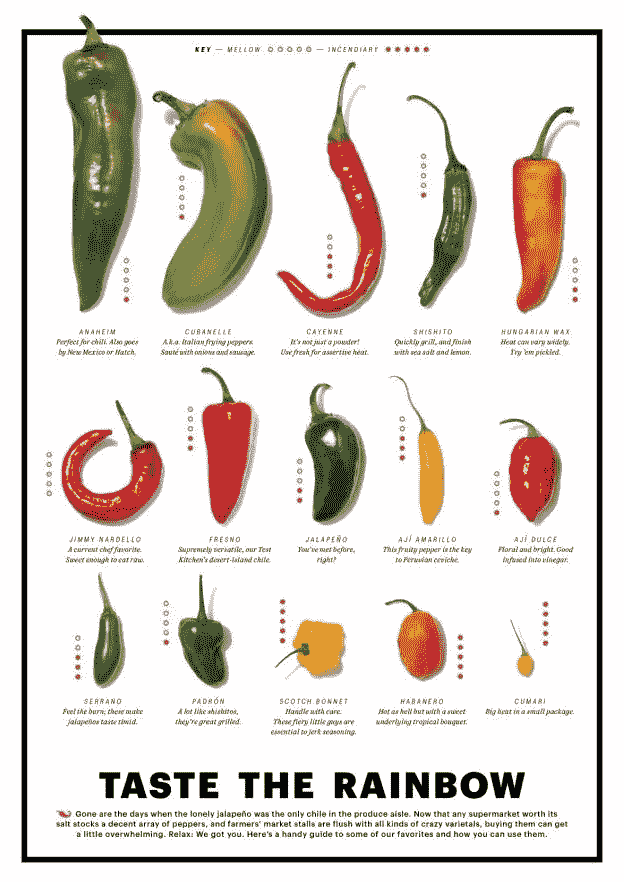 KEY — MELLOW — INCENDIARY
ANAHEIM
Perfect for chili. Also goes
by New Mexico or Hatch.
CUBANELLE
A.k.a. Italian frying peppers.
Sauté with onions and sausage.
CAYENNE
It's not just a powder!
Use fresh for assertive heat.
SHISHITO
Quickly grill, and finish
with sea salt and lemon.
HUNGARIAN WAX
Heat can vary widely.
Try 'em pickled.
JIMMY NARDELLO
A current chef favorite.
Sweet enough to eat raw.
FRESNO
Supremely versatile, our Test
Kitchen's desert-island chile.
JALAPEÑO
You've met before,
right?
AJÍ AMARILLO
This fruity pepper is the key
to Peruvian ceviche.
AJÍ DULCE
Floral and bright. Good
infused into vinegar.
SERRANO
Feel the burn; these make
jalapeños taste timid.
PADRÓN
A lot like shishitos,
they're great grilled.
SCOTCH BONNET
Handle with care.
These fiery little guys are
essential to jerk seasoning.
HABANERO
Hot as hell but with a sweet
underlying tropical bouquet.
CUMARI
Big heat in a small package.
TASTE THE RAINBOW
Gone are the days when the lonely jalapeño was the only chile in the produce aisle. Now that any supermarket worth its
salt stocks a decent array of peppers, and farmers' market stalls are flush with all kinds of crazy varietals, buying them can get
a little overwhelming. Relax: We got you. Here's a handy guide to some of our favorites and how you can use them.